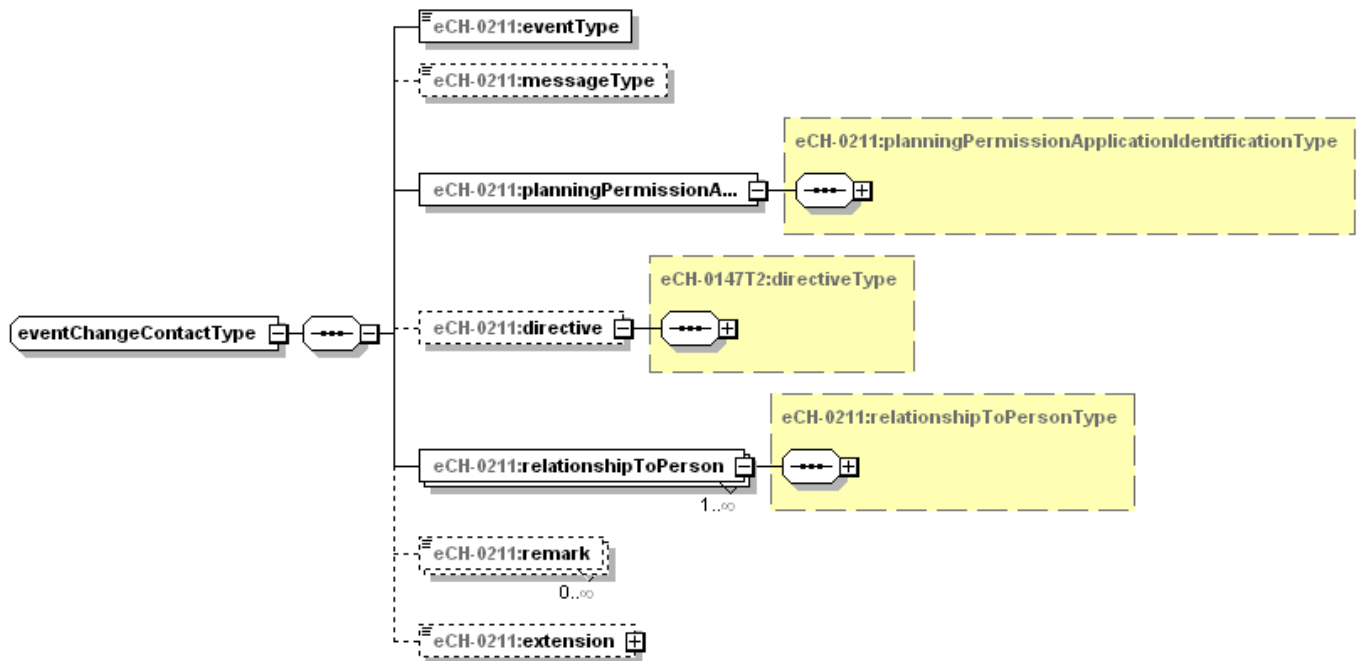 eCH-0211:eventType
eCH-0211:messageType
eCH-0211:planningPermissionApplicationIdentificationType
eCH-0211:planningPermissionA...
eCH-0147T2:directiveType
eventChangeContactType
eCH-0211:directive
eCH-0211:relationshipToPersonType
eCH-0211:relationshipToPerson
1..∞
eCH-0211:remark
0..∞
eCH-0211:extension